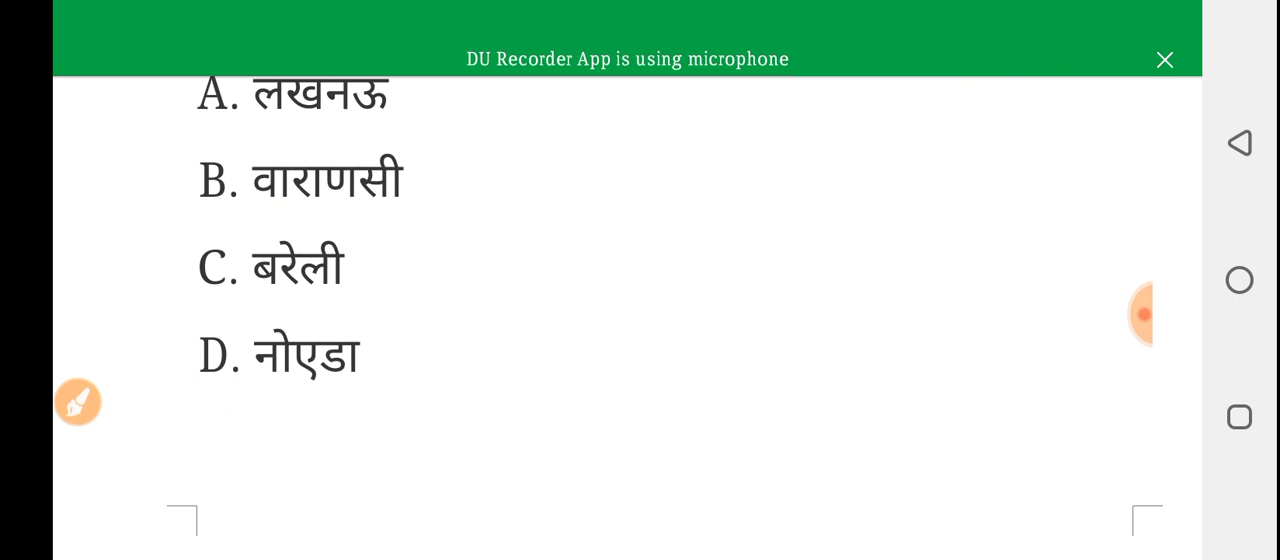 DU Recorder App is using microphone
A. लखनऊ
B. वाराणसी
C. बरेली
D. नोएडा